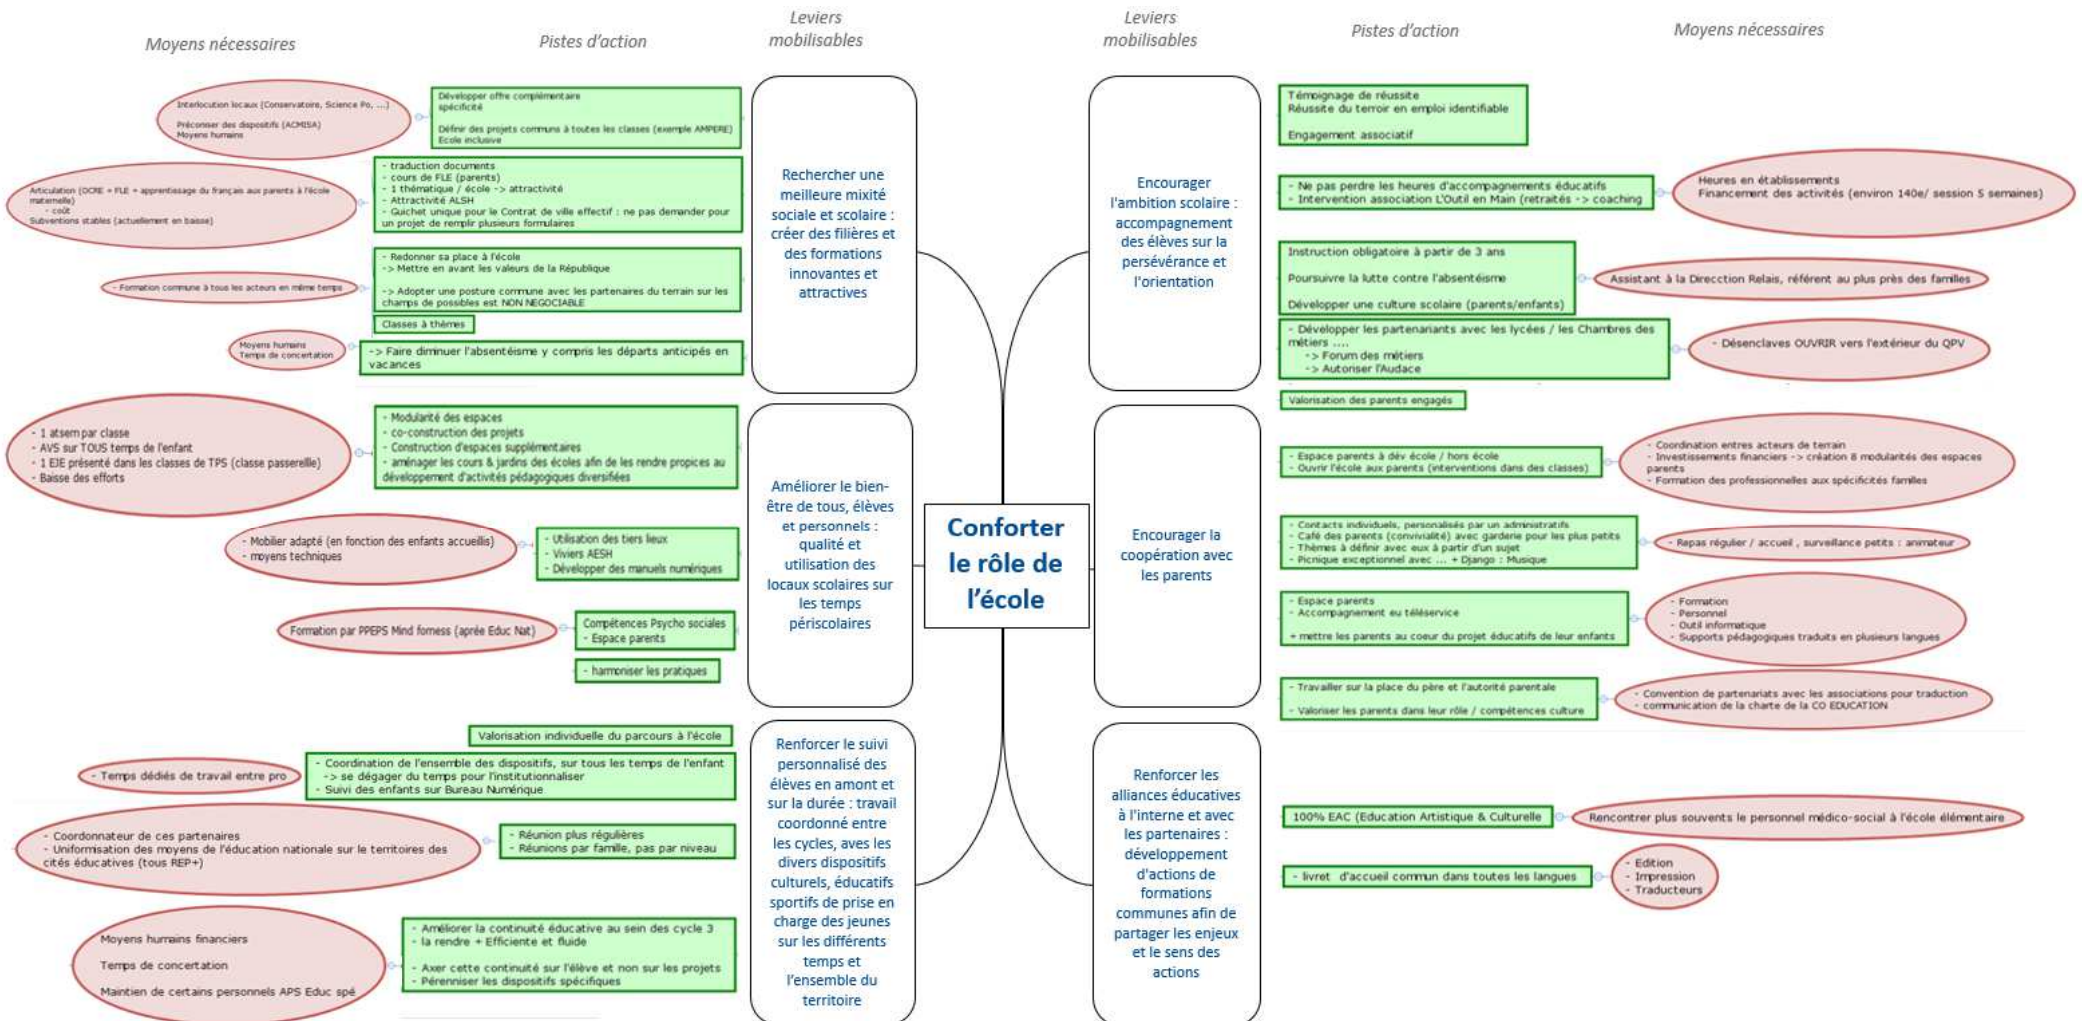 Moyens nécessaires
Pistes d'action
Leviers
mobilisables
Leviers
mobilisables
Pistes d'action
Moyens nécessaires
Interlocution locaux (Conservatoire, Science Po, ...)
Préconiser des dispositifs (ACMISA)
Moyens humains
Développer offre complémentaire
spécificité
Définir des projets communs à toutes les classes (exemple AMPERE)
Ecole inclusive
Articulation (OCRE + FLE + apprentissage du français aux parents à l'école
maternelle)
- coût
Subventions stables (actuellement en baisse)
- traduction documents
- cours de FLE (parents)
- 1 thématique / école -> attractivité
- Attractivité ALSH
- Guichet unique pour le Contrat de ville effectif : ne pas demander pour
un projet de remplir plusieurs formulaires
- Formation commune à tous les acteurs en même temps
- Redonner sa place à l'école
-> Mettre en avant les valeurs de la République
-> Adopter une posture commune avec les partenaires du terrain sur les
champs de possibles est NON NEGOCIABLE
Classes à thèmes
Moyens humains
Temps de concertation
-> Faire diminuer l'absentéisme y compris les départs anticipés en
vacances
Rechercher une
meilleure mixité
sociale et scolaire :
créer des filières et
des formations
innovantes et
attractives
- 1 atsem par classe
- AVS sur TOUS temps de l'enfant
- 1 EJE présenté dans les classes de TPS (classe passereille)
- Baisse des efforts
- Modularité des espaces
- co-construction des projets
- Construction d'espaces supplémentaires
- aménager les cours & jardins des écoles afin de les rendre propices au
développement d'activités pédagogiques diversifiées
- Mobilier adapté (en fonction des enfants accueillis)
- moyens techniques
- Utilisation des tiers lieux
- Viviers AESH
- Développer des manuels numériques
Formation par PPEPS Mind forness (aprée Educ Nat)
Compétences Psycho sociales
- Espace parents
- harmoniser les pratiques
Améliorer le bien-
être de tous, élèves
et personnels :
qualité et
utilisation des
locaux scolaires sur
les temps
périscolaires
Valorisation individuelle du parcours à l'école
- Temps dédiés de travail entre pro
- Coordination de l'ensemble des dispositifs, sur tous les temps de l'enfant
-> se dégager du temps pour l'institutionnaliser
- Suivi des enfants sur Bureau Numérique
- Coordonnateur de ces partenaires
- Uniformisation des moyens de l'éducation nationale sur le territoires des
cités éducatives (tous REP+)
- Réunion plus régulières
- Réunions par famille, pas par niveau
Moyens humains financiers
Temps de concertation
Maintien de certains personnels APS Educ spé
- Améliorer la continuité éducative au sein des cycle 3
- la rendre + Efficiente et fluide
- Axer cette continuité sur l'élève et non sur les projets
- Pérenniser les dispositifs spécifiques
Renforcer le suivi
personnalisé des
élèves en amont et
sur la durée : travail
coordonné entre
les cycles, aves les
divers dispositifs
culturels, éducatifs
sportifs de prise en
charge des jeunes
sur les différents
temps et
l'ensemble du
territoire
Conforter
le rôle de
l'école
Encourager
l'ambition scolaire :
accompagnement
des élèves sur la
persévérance et
l'orientation
Témoignage de réussite
Réussite du terroir en emploi identifiable
Engagement associatif
- Ne pas perdre les heures d'accompagnements éducatifs
- Intervention association L'Outil en Main (retraités -> coaching
Heures en établissements
Financement des activités (environ 140e/ session 5 semaines)
Instruction obligatoire à partir de 3 ans
Poursuivre la lutte contre l'absentéisme
Développer une culture scolaire (parents/enfants)
Assistant à la Direcction Relais, référent au plus près des familles
- Développer les partenariants avec les lycées / les Chambres des
métiers ....
-> Forum des métiers
-> Autoriser l'Audace
- Désenclaves OUVRIR vers l'extérieur du QPV
Encourager la
coopération avec
les parents
Valorisation des parents engagés
- Espace parents à dév école / hors école
- Ouvrir l'école aux parents (interventions dans des classes)
- Coordination entres acteurs de terrain
- Investissements financiers -> création 8 modularités des espaces
parents
- Formation des professionnelles aux spécificités familles
- Contacts individuels, personalisés par un administratifs
- Café des parents (convivialité) avec garderie pour les plus petits
- Thèmes à définir avec eux à partir d'un sujet
- Picnique exceptionnel avec ... + Django : Musique
- Repas régulier / accueil , surveillance petits : animateur
- Espace parents
- Accompagnement eu téléservice
+ mettre les parents au coeur du projet éducatifs de leur enfants
- Formation
- Personnel
- Outil informatique
- Supports pédagogiques traduits en plusieurs langues
- Travailler sur la place du père et l'autorité parentale
- Valoriser les parents dans leur rôle / compétences culture
- Convention de partenariats avec les associations pour traduction
- communication de la charte de la CO EDUCATION
Renforcer les
alliances éducatives
à l'interne et avec
les partenaires :
développement
d'actions de
formations
communes afin de
partager les enjeux
et le sens des
actions
100% EAC (Education Artistique & Culturelle
Rencontrer plus souvents le personnel médico-social à l'école élémentaire
- livret d'accueil commun dans toutes les langues
- Edition
- Impression
- Traducteurs